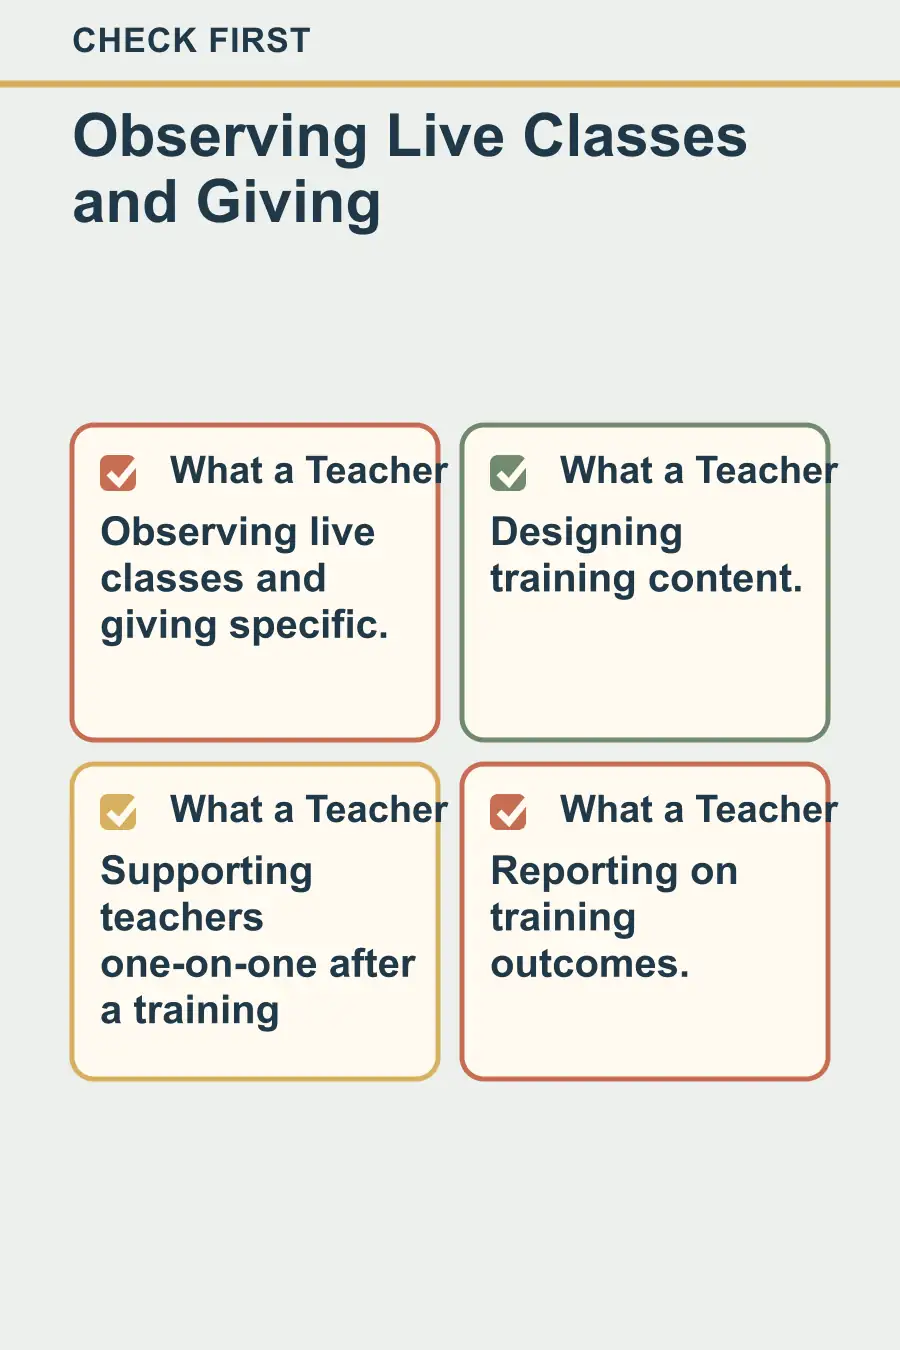 CHECK FIRST
Observing Live Classes
and Giving
What a Teacher
Observing live
classes and
giving specific.
What a Teacher
Designing
training content.
What a Teacher
Supporting
teachers
one-on-one after
a training
What a Teacher
Reporting on
training
outcomes.